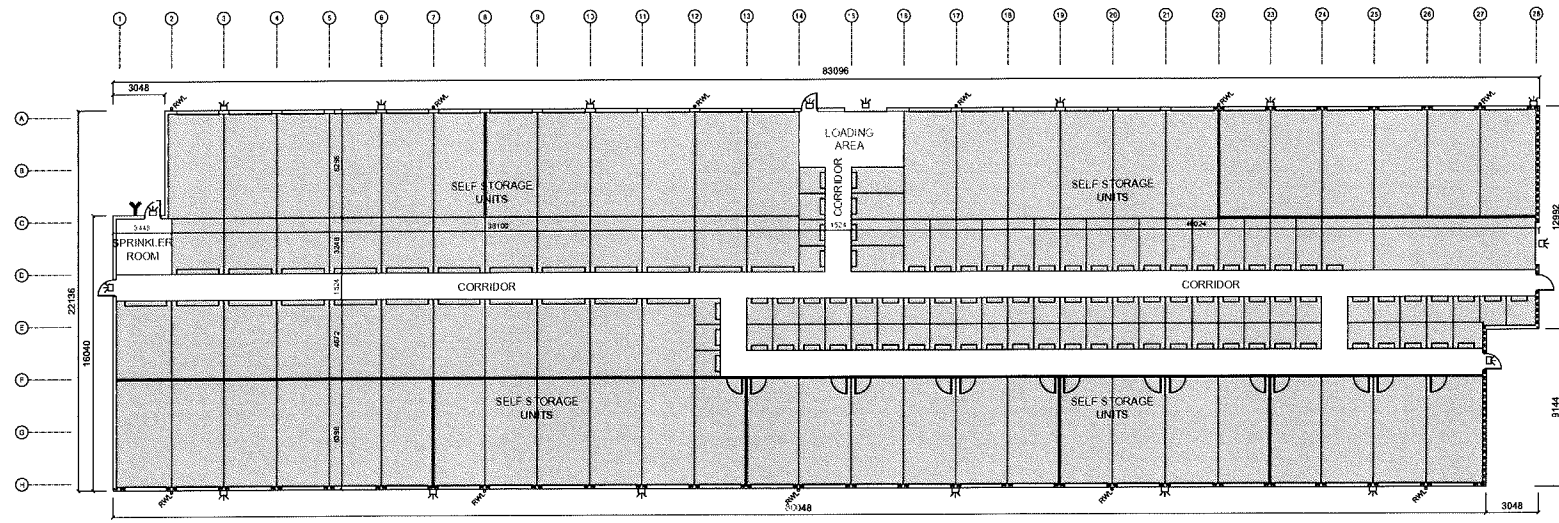 1 2 3 4 5 6 7 8 9 10 11 12 13 14 15 16 17 18 19 20 21 22 23 24 25 26 27 28
83096
3048
RWL RWL RWL RWL RWL RWL
A
LOADING
AREA
B
CORRIDOR
SELF STORAGE
UNITS
SELF STORAGE
UNITS
C
12992
38100
1524
SPRINKLER
ROOM
3048
D
1524
CORRIDOR
CORRIDOR
22136
E
4572
16040
F
SELF STORAGE
UNITS
SELF STORAGE
UNITS
9144
G
H
RWL RWL RWL RWL RWL
80048
3048